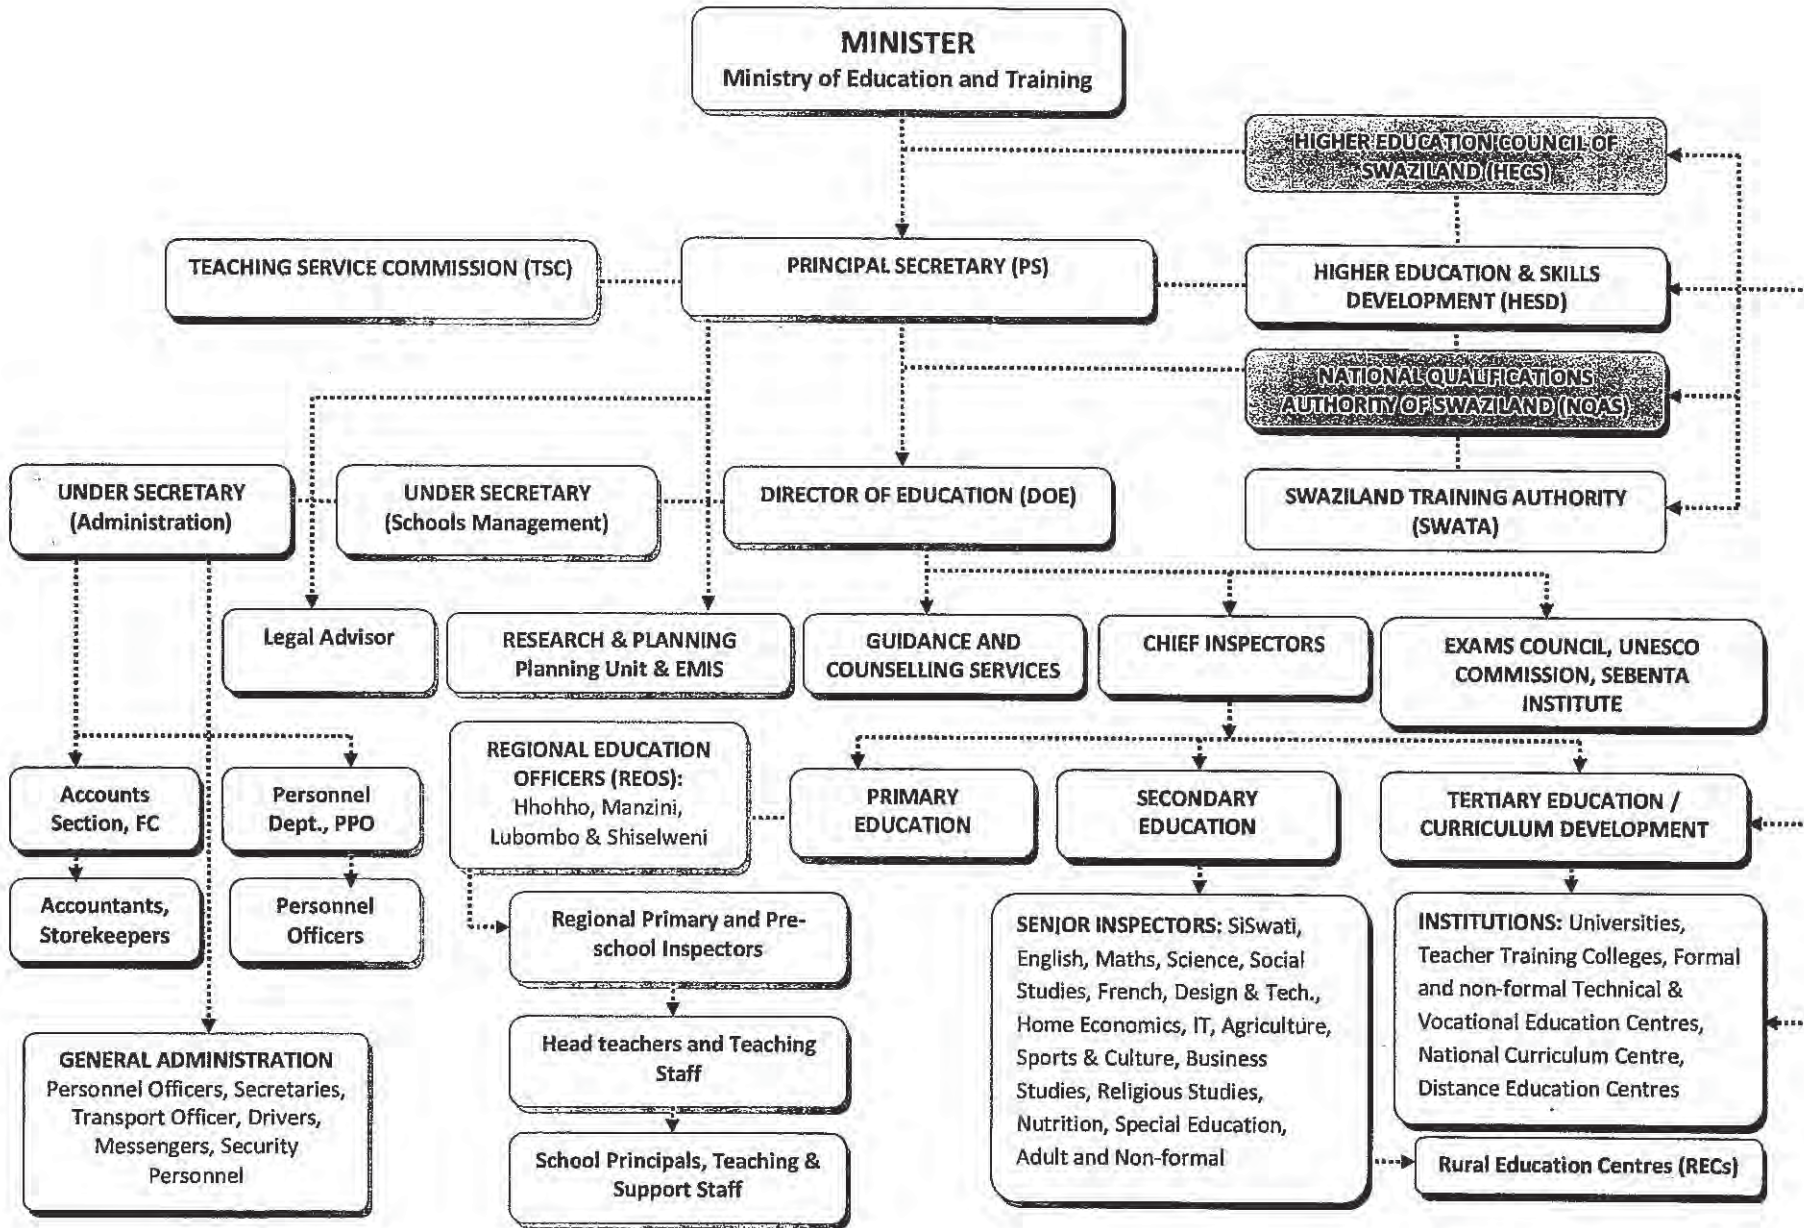 MINISTER
Ministry of Education and Training
HIGHER EDUCATION COUNCIL OF
SWAZILAND (HECS)
TEACHING SERVICE COMMISSION (TSC)
PRINCIPAL SECRETARY (PS)
HIGHER EDUCATION & SKILLS
DEVELOPMENT (HESD)
NATIONAL QUALIFICATIONS
AUTHORITY OF SWAZILAND (NQAS)
UNDER SECRETARY
(Administration)
UNDER SECRETARY
(Schools Management)
DIRECTOR OF EDUCATION (DOE)
SWAZILAND TRAINING AUTHORITY
(SWATA)
Legal Advisor
RESEARCH & PLANNING
Planning Unit & EMIS
GUIDANCE AND
COUNSELLING SERVICES
CHIEF INSPECTORS
EXAMS COUNCIL, UNESCO
COMMISSION, SEBENTA
INSTITUTE
Accounts
Section, FC
Personnel
Dept., PPO
REGIONAL EDUCATION
OFFICERS (REOS):
Hhohho, Manzini,
Lubombo & Shiselweni
PRIMARY
EDUCATION
SECONDARY
EDUCATION
TERTIARY EDUCATION /
CURRICULUM DEVELOPMENT
Accountants,
Storekeepers
Personnel
Officers
Regional Primary and Pre-
school Inspectors
SENIOR INSPECTORS: SiSwati,
English, Maths, Science, Social
Studies, French, Design & Tech.,
Home Economics, IT, Agriculture,
Sports & Culture, Business
Studies, Religious Studies,
Nutrition, Special Education,
Adult and Non-formal
INSTITUTIONS: Universities,
Teacher Training Colleges, Formal
and non-formal Technical &
Vocational Education Centres,
National Curriculum Centre,
Distance Education Centres
GENERAL ADMINISTRATION
Personnel Officers, Secretaries,
Transport Officer, Drivers,
Messengers, Security
Personnel
Head teachers and Teaching
Staff
School Principals, Teaching &
Support Staff
Rural Education Centres (RECs)